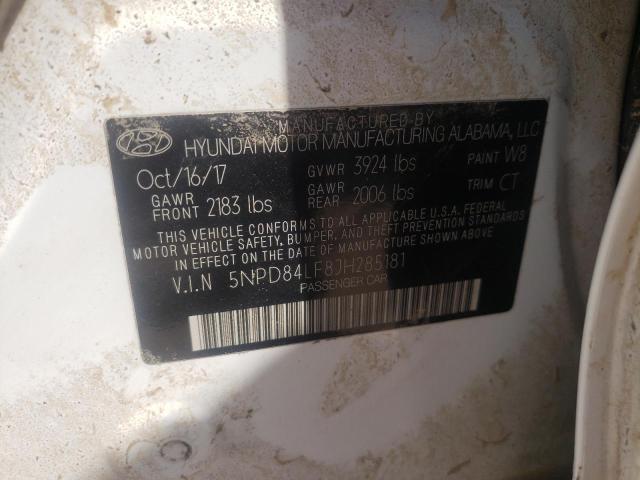 MANUFACTURED BY
HYUNDAI MOTOR MANUFACTURING ALABAMA, LLC
Oct/16/17 GVWR 3924 lbs PAINT W8
GAWR FRONT 2183 lbs GAWR REAR 2006 lbs TRIM CT
THIS VEHICLE CONFORMS TO ALL APPLICABLE U.S.A. FEDERAL
MOTOR VEHICLE SAFETY, BUMPER, AND THEFT PREVENTION STANDARDS
IN EFFECT ON THE DATE OF MANUFACTURE SHOWN ABOVE.
V.I.N 5NPD84LF8JH285181
PASSENGER CAR